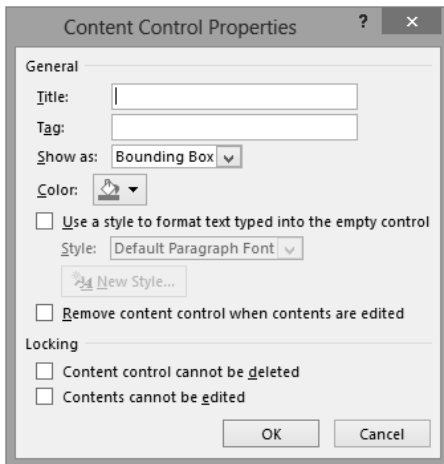 Content Control Properties ? ×
General
Title:
Tag:
Show as: Bounding Box
Color:
Use a style to format text typed into the empty control
Style: Default Paragraph Font
New Style...
Remove content control when contents are edited
Locking
Content control cannot be deleted
Contents cannot be edited
OK Cancel